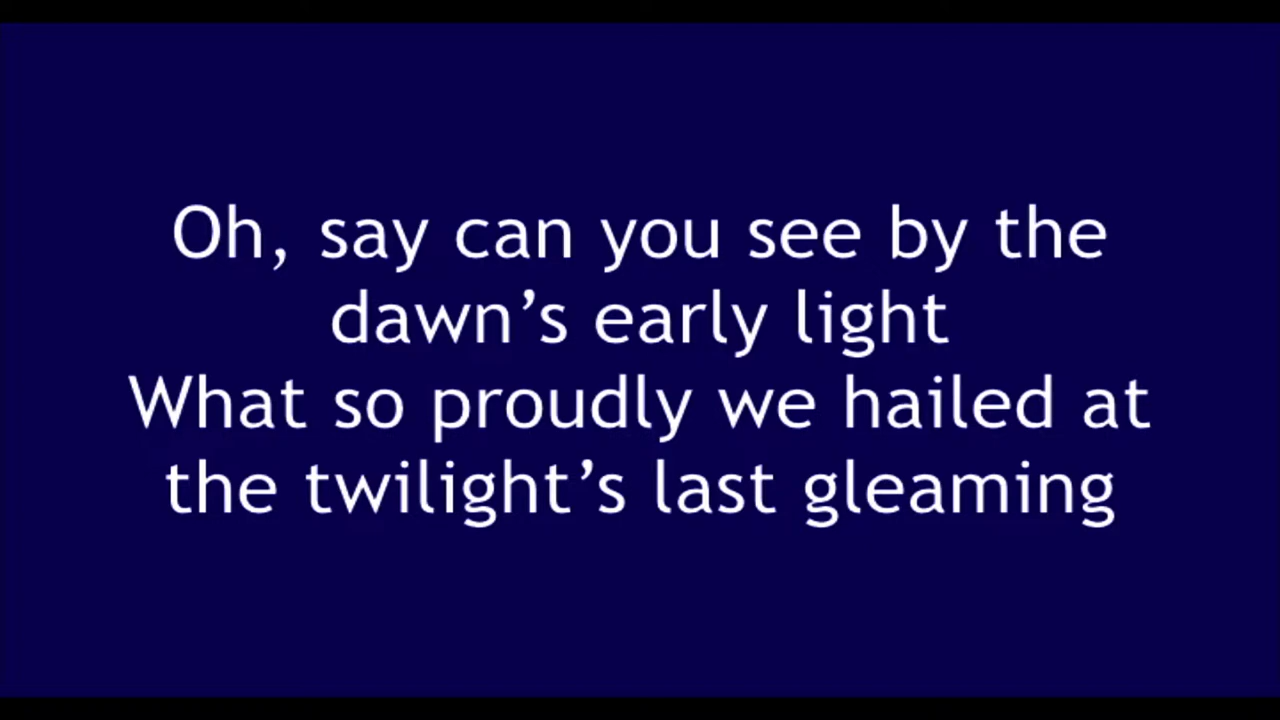 Oh, say can you see by the
dawn’s early light
What so proudly we hailed at
the twilight’s last gleaming